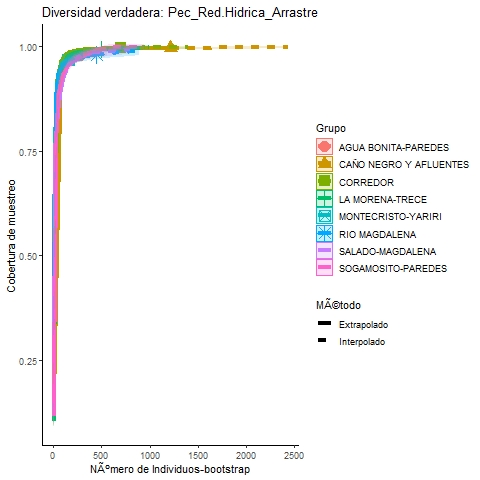 Diversidad verdadera: Pec_Red.Hidrica_Arrastre
1.00
0.75
0.50
0.25
Cobertura de muestreo
0
500
1000
1500
2000
2500
NÃºmero de Individuos-bootstrap
Grupo
AGUA BONITA-PAREDES
CAÑO NEGRO Y AFLUENTES
CORREDOR
LA MORENA-TRECE
MONTECRISTO-YARIRI
RIO MAGDALENA
SALADO-MAGDALENA
SOGAMOSITO-PAREDES
MÃ©todo
Extrapolado
Interpolado